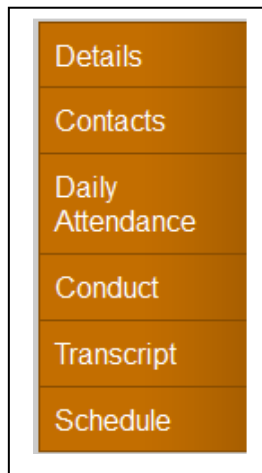 Details
Contacts
Daily
Attendance
Conduct
Transcript
Schedule